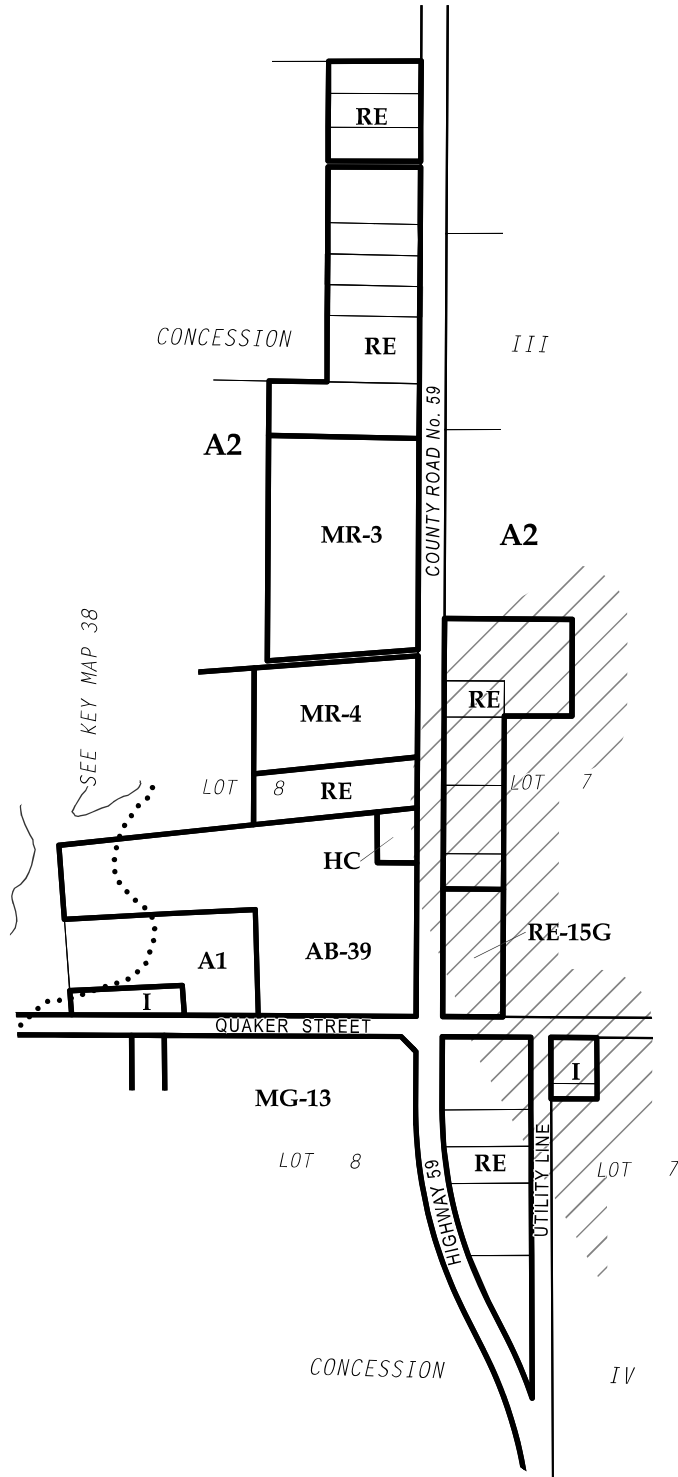 RE
CONCESSION
III
RE
A2
COUNTY ROAD No. 59
MR-3
A2
SEE KEY MAP 38
RE
MR-4
LOT 8
RE
LOT 7
HC
RE-15G
AB-39
A1
I
QUAKER STREET
I
MG-13
LOT 8
RE
LOT 7
UTILITY LINE
HIGHWAY 59
CONCESSION
IV